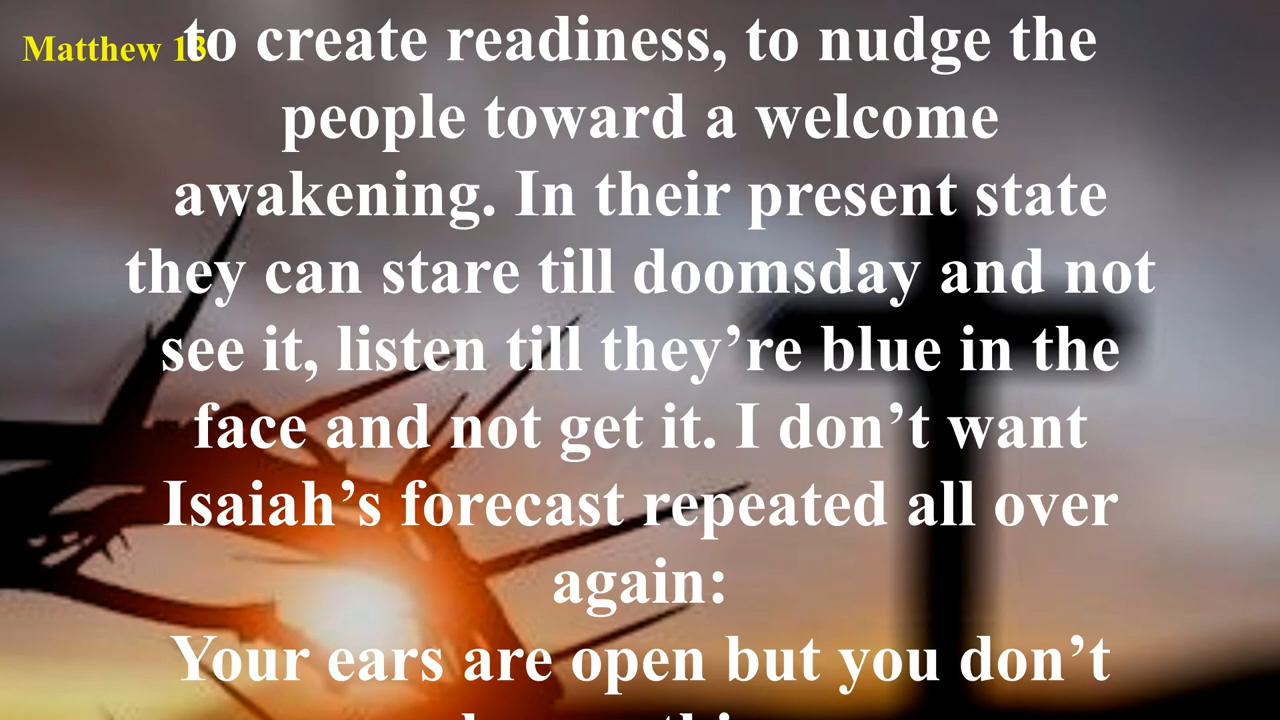 Matthew 13
to create readiness, to nudge the
people toward a welcome
awakening. In their present state
they can stare till doomsday and not
see it, listen till they’re blue in the
face and not get it. I don’t want
Isaiah’s forecast repeated all over
again:
Your ears are open but you don’t